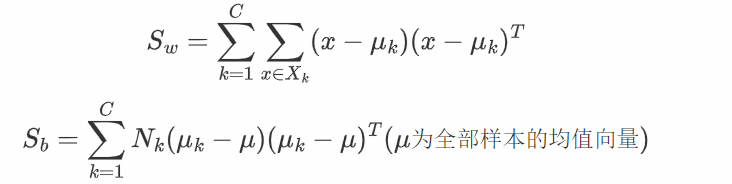 $S_w = \sum_{k=1}^{C} \sum_{x \in X_k} (x - \mu_k)(x - \mu_k)^T$
$S_b = \sum_{k=1}^{C} N_k(\mu_k - \mu)(\mu_k - \mu)^T (\mu$为全部样本的均值向量$)$